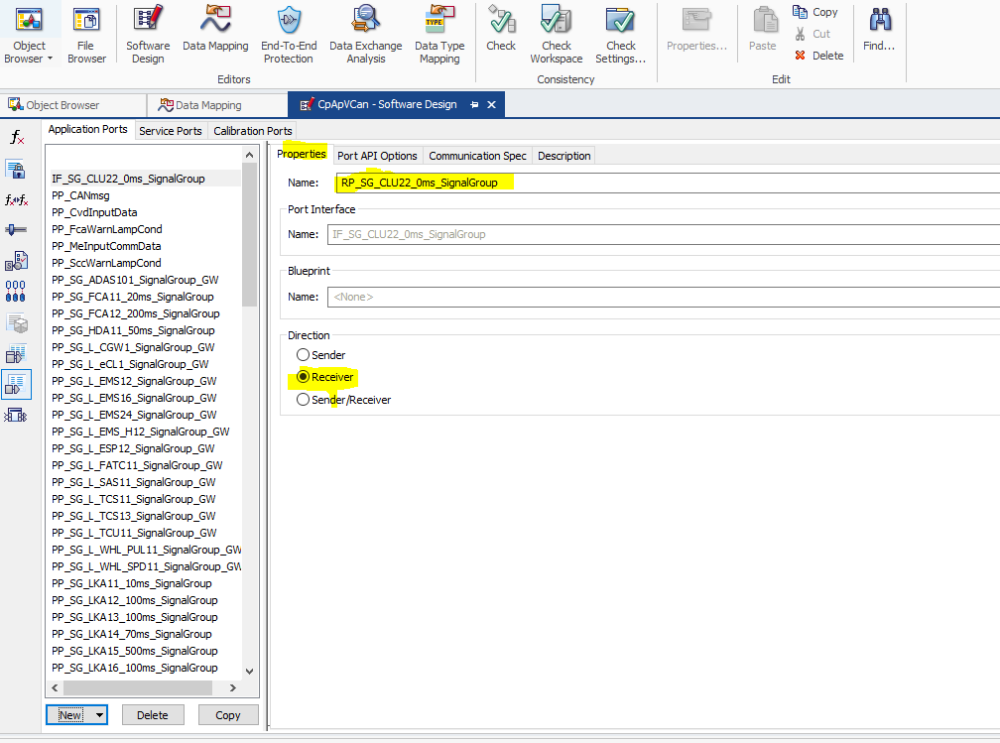 Object Browser
File Browser
Software Design
Data Mapping
End-To-End Protection
Data Exchange Analysis
TYPE
Data Type Mapping
Check
Check Workspace
Check Settings...
Properties...
Paste
Copy
Cut
Delete
Find...
Editors
Consistency
Edit
Object Browser
Data Mapping
CpApVCan - Software Design
Application Ports
Service Ports
Calibration Ports
IF_SG_CLU22_0ms_SignalGroup
PP_CANmsg
PP_CvdInputData
PP_FcaWarnLampCond
PP_MeInputCommData
PP_SccWarnLampCond
PP_SG_ADAS101_SignalGroup_GW
PP_SG_FCA11_20ms_SignalGroup
PP_SG_FCA12_200ms_SignalGroup
PP_SG_HDA11_50ms_SignalGroup
PP_SG_L_CGW1_SignalGroup_GW
PP_SG_L_eCL1_SignalGroup_GW
PP_SG_L_EMS12_SignalGroup_GW
PP_SG_L_EMS16_SignalGroup_GW
PP_SG_L_EMS24_SignalGroup_GW
PP_SG_L_EMS_H12_SignalGroup_GW
PP_SG_L_ESP12_SignalGroup_GW
PP_SG_L_FATC11_SignalGroup_GW
PP_SG_L_SAS11_SignalGroup_GW
PP_SG_L_TCS11_SignalGroup_GW
PP_SG_L_TCS13_SignalGroup_GW
PP_SG_L_TCU11_SignalGroup_GW
PP_SG_L_WHL_PUL11_SignalGroup_GW
PP_SG_L_WHL_SPD11_SignalGroup_GW
PP_SG_LKA11_10ms_SignalGroup
PP_SG_LKA12_100ms_SignalGroup
PP_SG_LKA13_100ms_SignalGroup
PP_SG_LKA14_70ms_SignalGroup
PP_SG_LKA15_500ms_SignalGroup
PP_SG_LKA16_100ms_SignalGroup
New
Delete
Copy
Properties
Port API Options
Communication Spec
Description
Name: RP_SG_CLU22_0ms_SignalGroup
Port Interface
Name: IF_SG_CLU22_0ms_SignalGroup
Blueprint
Name: <None>
Direction
Sender
Receiver
Sender/Receiver